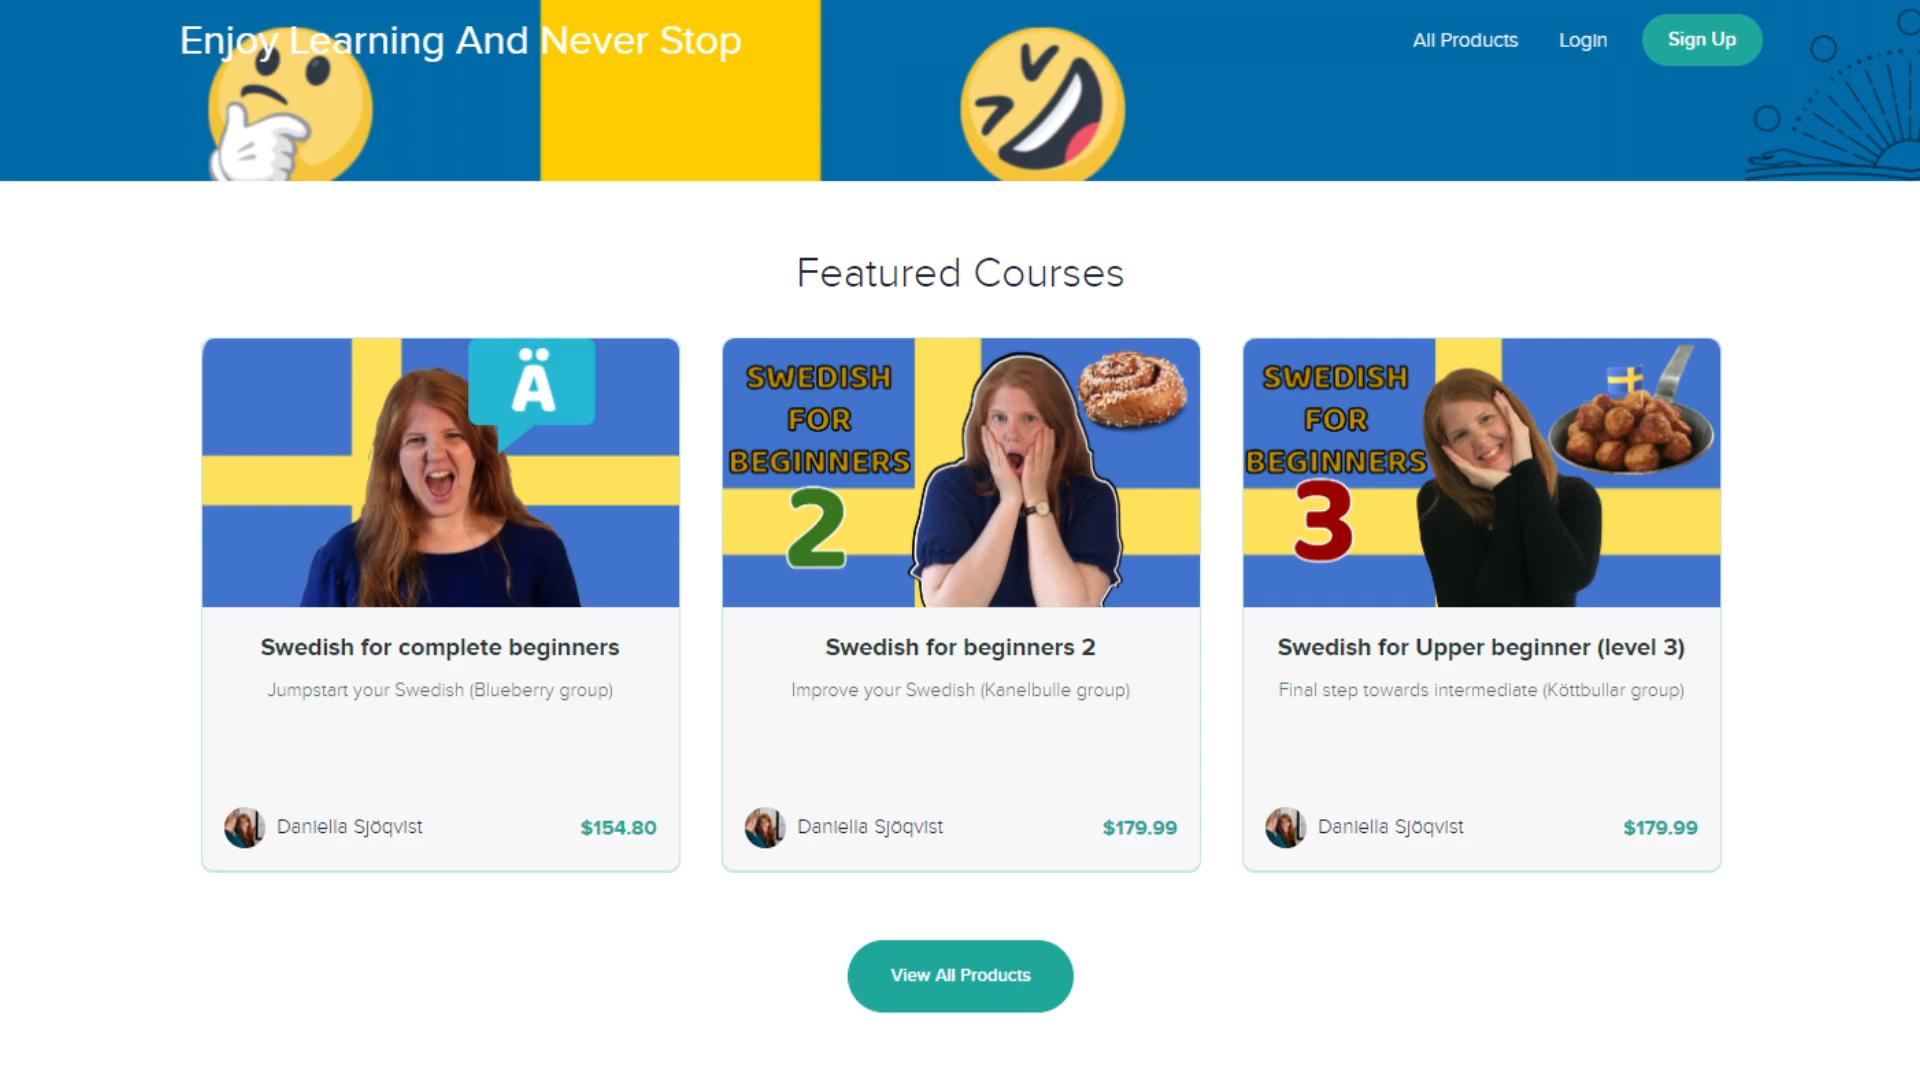 Enjoy Learning And Never Stop
All Products
Login
Sign Up
Featured Courses
Ä
SWEDISH
FOR
BEGINNERS
2
SWEDISH
FOR
BEGINNERS
3
Swedish for complete beginners
Jumpstart your Swedish (Blueberry group)
Daniella Sjöqvist
$154.80
Swedish for beginners 2
Improve your Swedish (Kanelbulle group)
Daniella Sjöqvist
$179.99
Swedish for Upper beginner (level 3)
Final step towards intermediate (Köttbullar group)
Daniella Sjöqvist
$179.99
View All Products